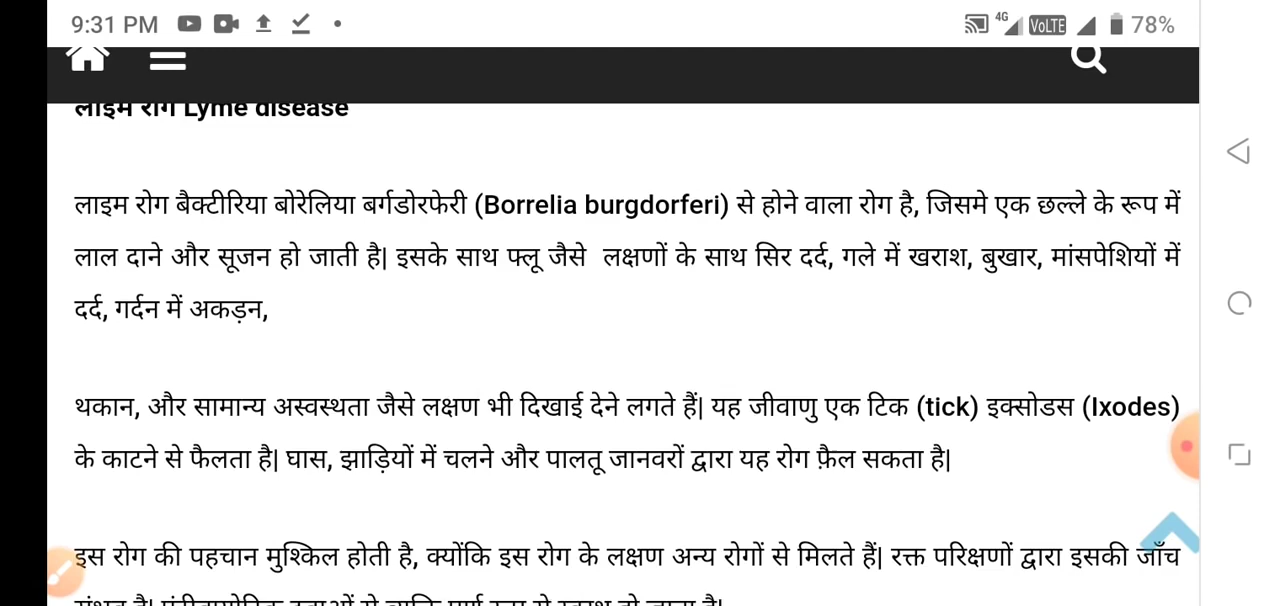 9:31 PM 4G VoLTE 78%
लाइम रोग Lyme disease
लाइम रोग बैक्टीरिया बोरेलिया बर्गडोरफेरी (Borrelia burgdorferi) से होने वाला रोग है, जिसमे एक छल्ले के रूप में
लाल दाने और सूजन हो जाती है| इसके साथ फ्लू जैसे लक्षणों के साथ सिर दर्द, गले में खराश, बुखार, मांसपेशियों में
दर्द, गर्दन में अकड़न,
थकान, और सामान्य अस्वस्थता जैसे लक्षण भी दिखाई देने लगते हैं| यह जीवाणु एक टिक (tick) इक्सोडस (Ixodes)
के काटने से फैलता है| घास, झाड़ियों में चलने और पालतू जानवरों द्वारा यह रोग फ़ैल सकता है|
इस रोग की पहचान मुश्किल होती है, क्योंकि इस रोग के लक्षण अन्य रोगों से मिलते हैं| रक्त परिक्षणों द्वारा इसकी जाँच